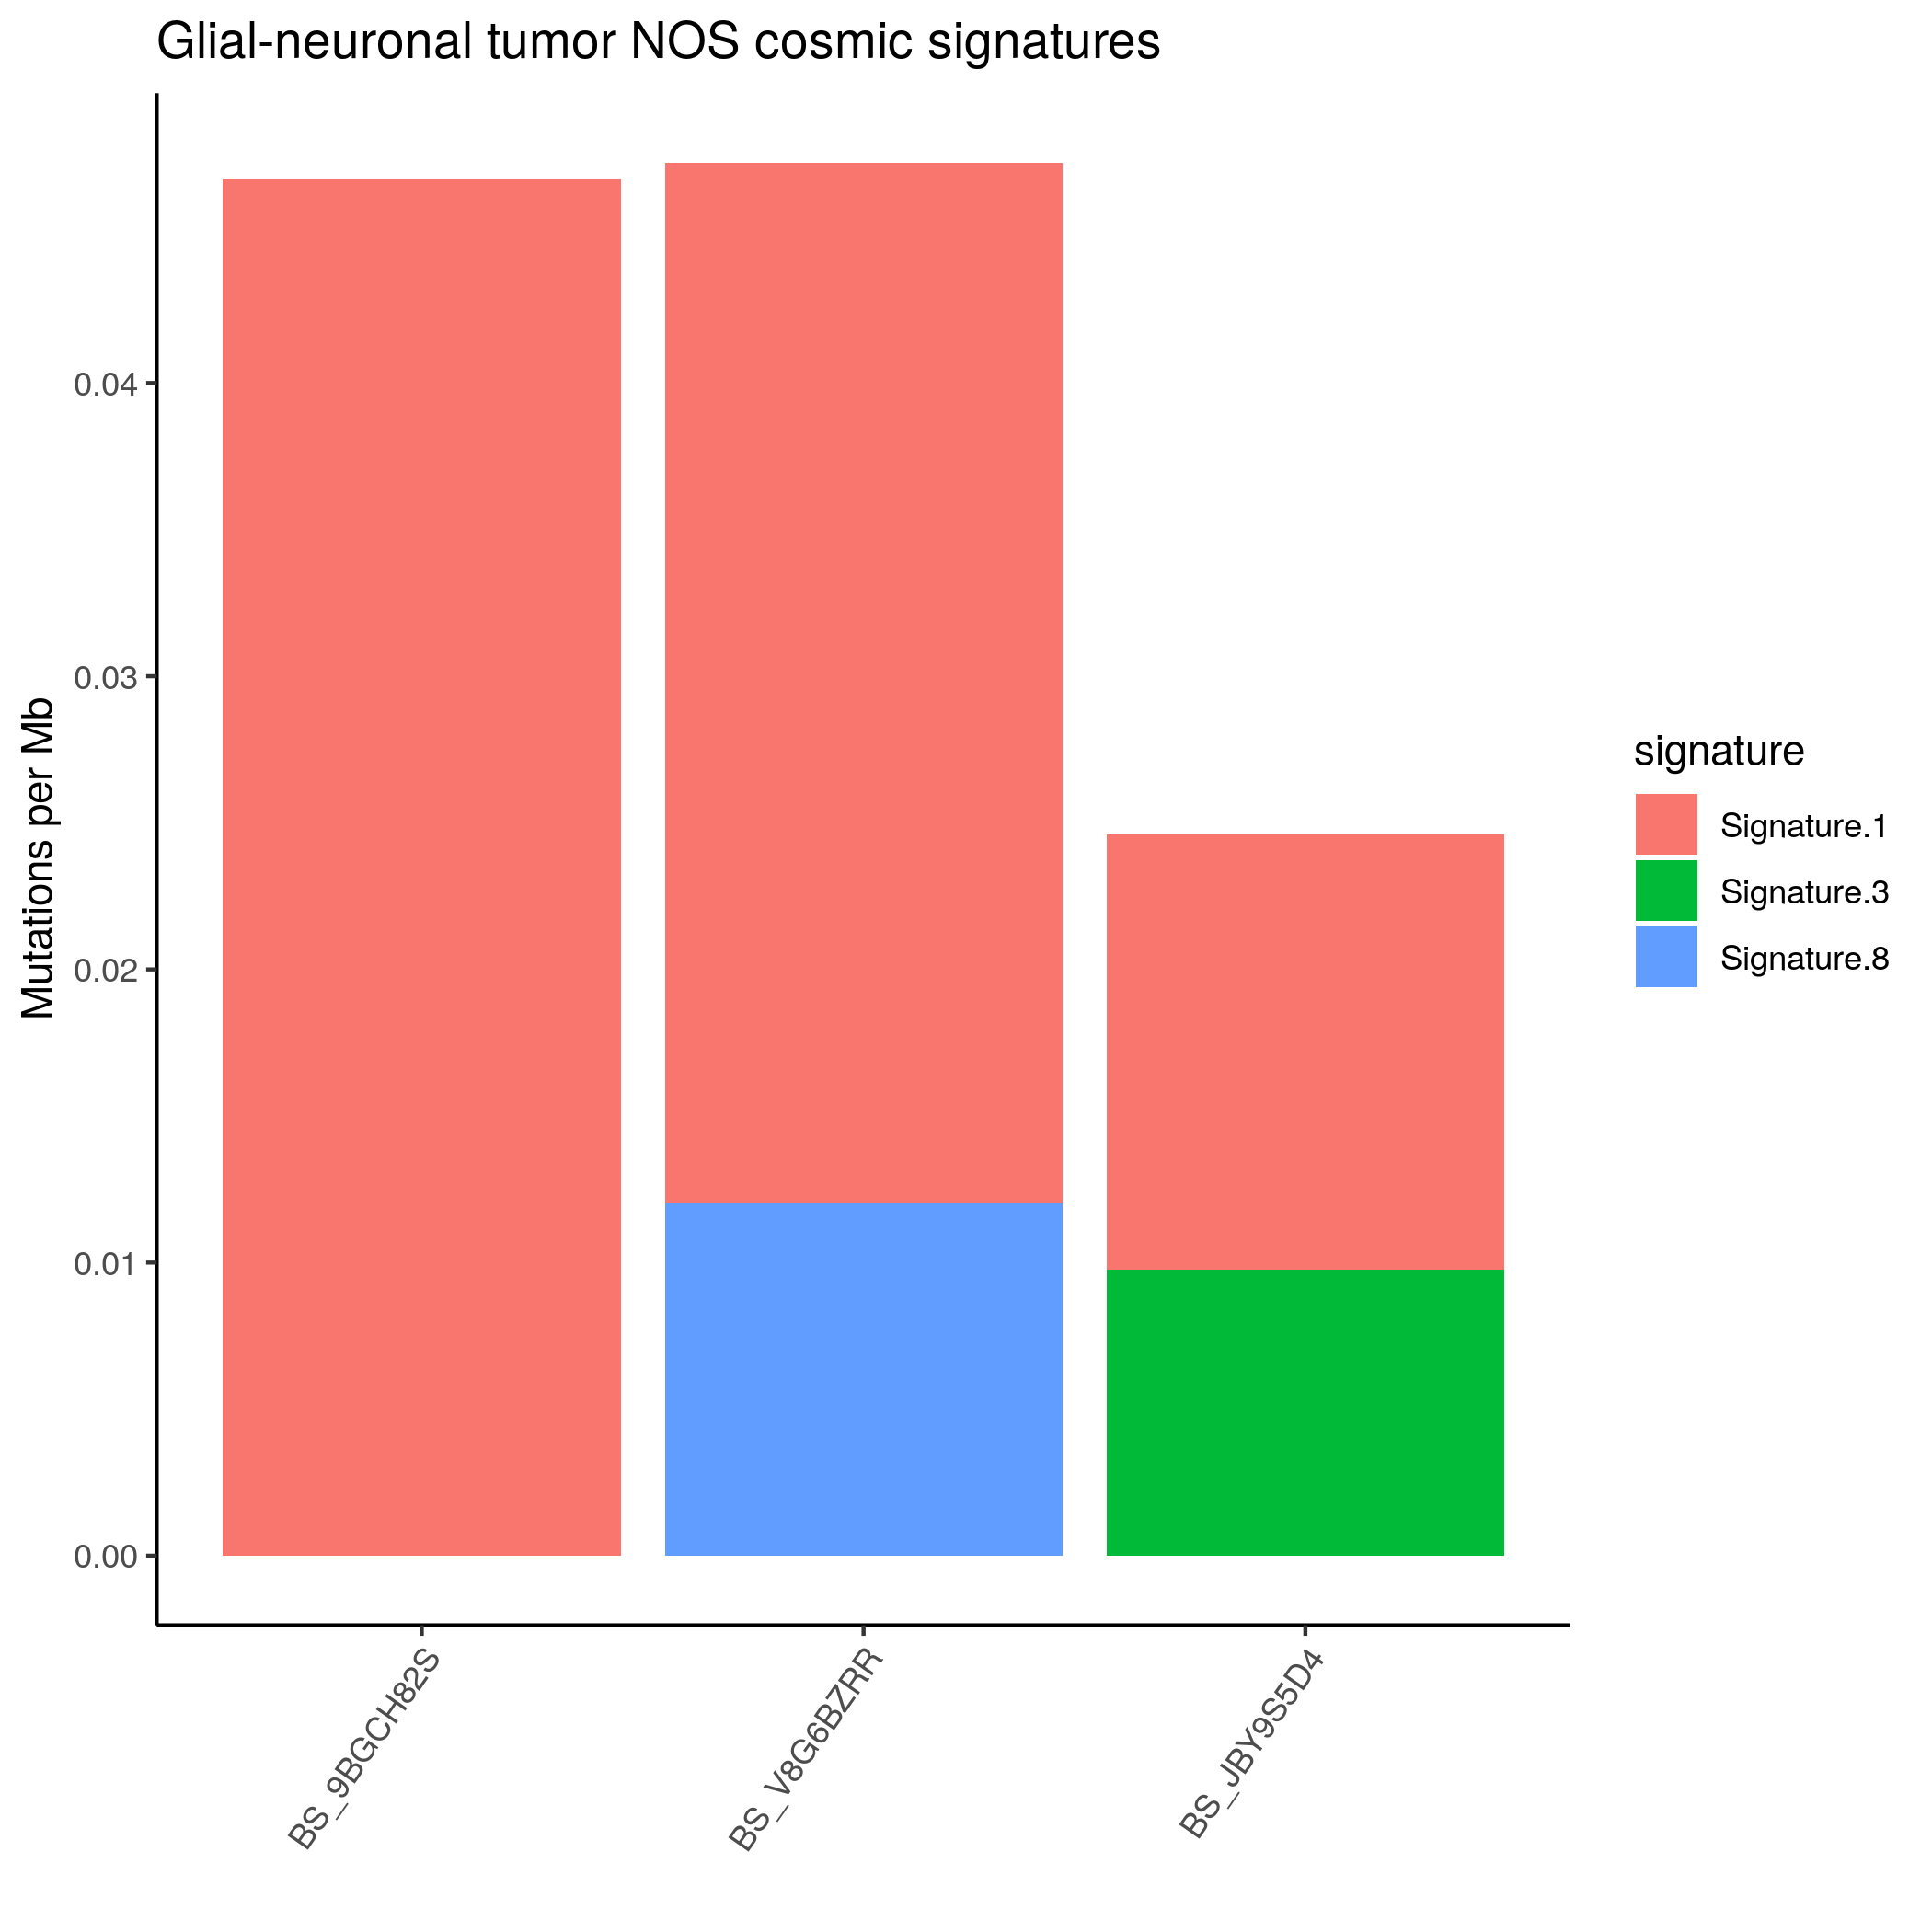 Glial-neuronal tumor NOS cosmic signatures
Mutations per Mb
0.04
0.03
0.02
0.01
0.00
BS_9BGCH82S
BS_V8G6BZRR
BS_JBY9S5D4
signature
Signature.1
Signature.3
Signature.8